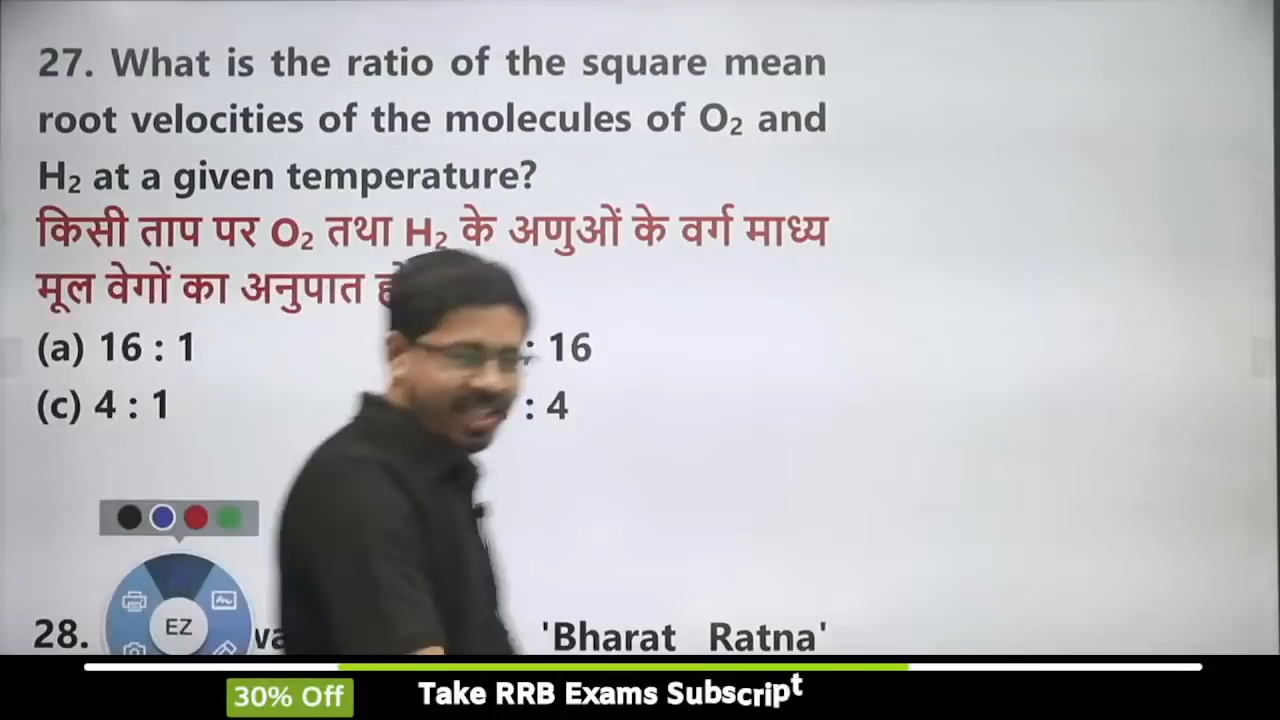 27. What is the ratio of the square mean
root velocities of the molecules of O₂ and
H₂ at a given temperature?
किसी ताप पर O₂ तथा H₂ के अणुओं के वर्ग माध्य
मूल वेगों का अनुपात
(a) 16 : 1 : 16
(c) 4 : 1 : 4
EZ
28. 'Bharat Ratna'
30% Off Take RRB Exams Subscript